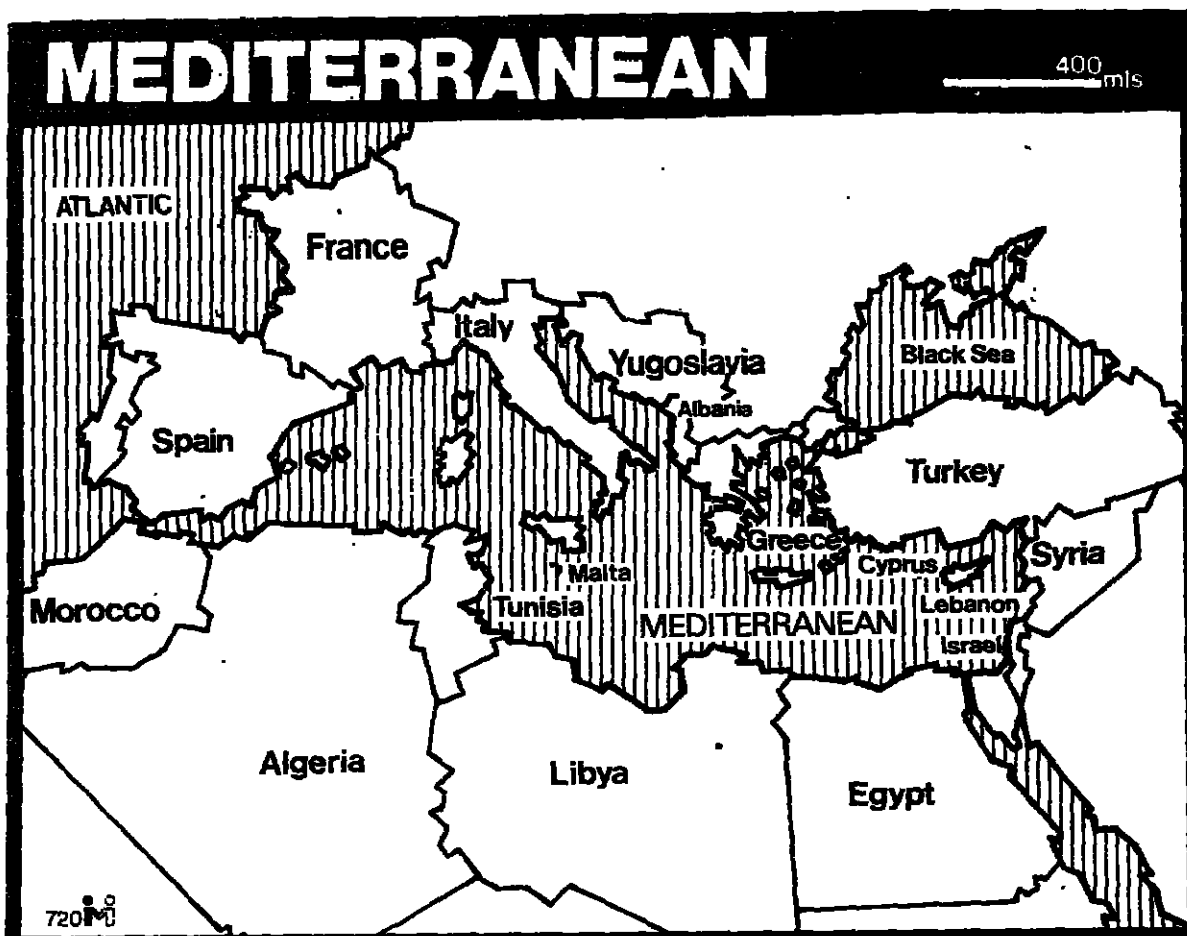 MEDITERRANEAN
400
mls
ATLANTIC
France
Italy
Yugoslavia
Black Sea
Albania
Spain
Turkey
Greece
Cyprus
Syria
Malta
Morocco
Tunisia
MEDITERRANEAN
Lebanon
Israel
Algeria
Libya
Egypt
720